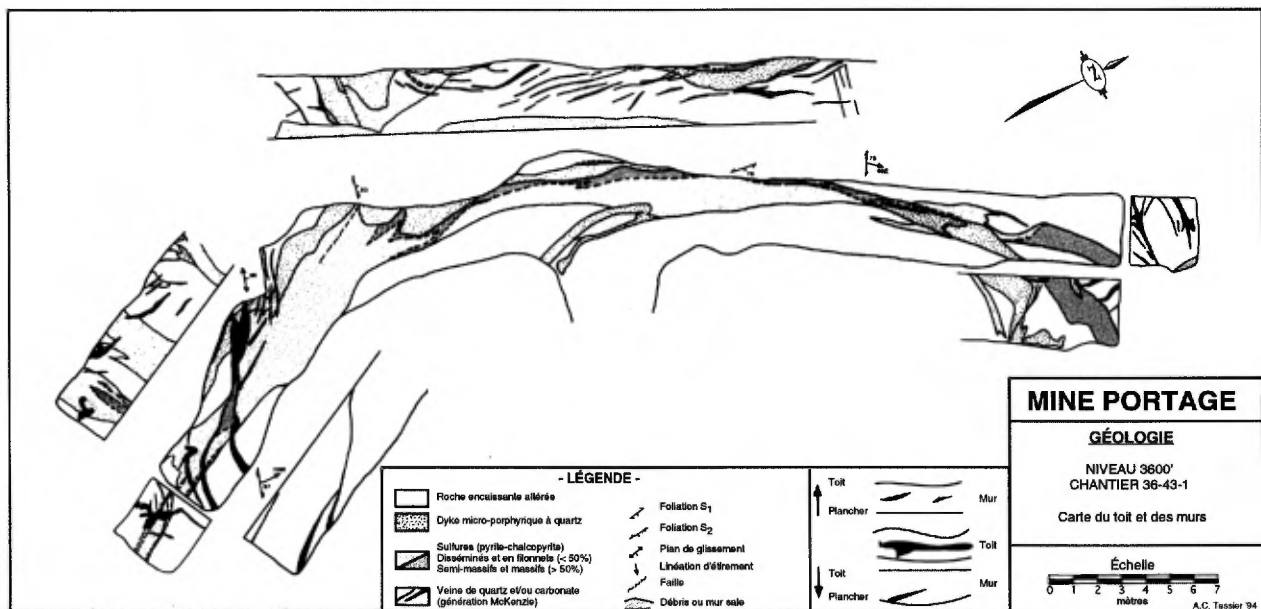 - LÉGENDE -
Roche encaissante altérée
Dyke micro-porphyrique à quartz
Sulfures (pyrite-chalcopyrite)
Disséminés et en filonnets (< 50%)
Semi-massifs et massifs (> 50%)
Veine de quartz et/ou carbonate
(génération McKenzie)
Foliation S1
Foliation S2
Plan de glissement
Linéation d'étirement
Faille
Débris ou mur sale
Toit
Mur
Plancher
Toit
Toit
Mur
Plancher
MINE PORTAGE
GÉOLOGIE
NIVEAU 3600'
CHANTIER 36-43-1
Carte du toit et des murs
Échelle
0 1 2 3 4 5 6 7
mètres
A.C. Tessier '94